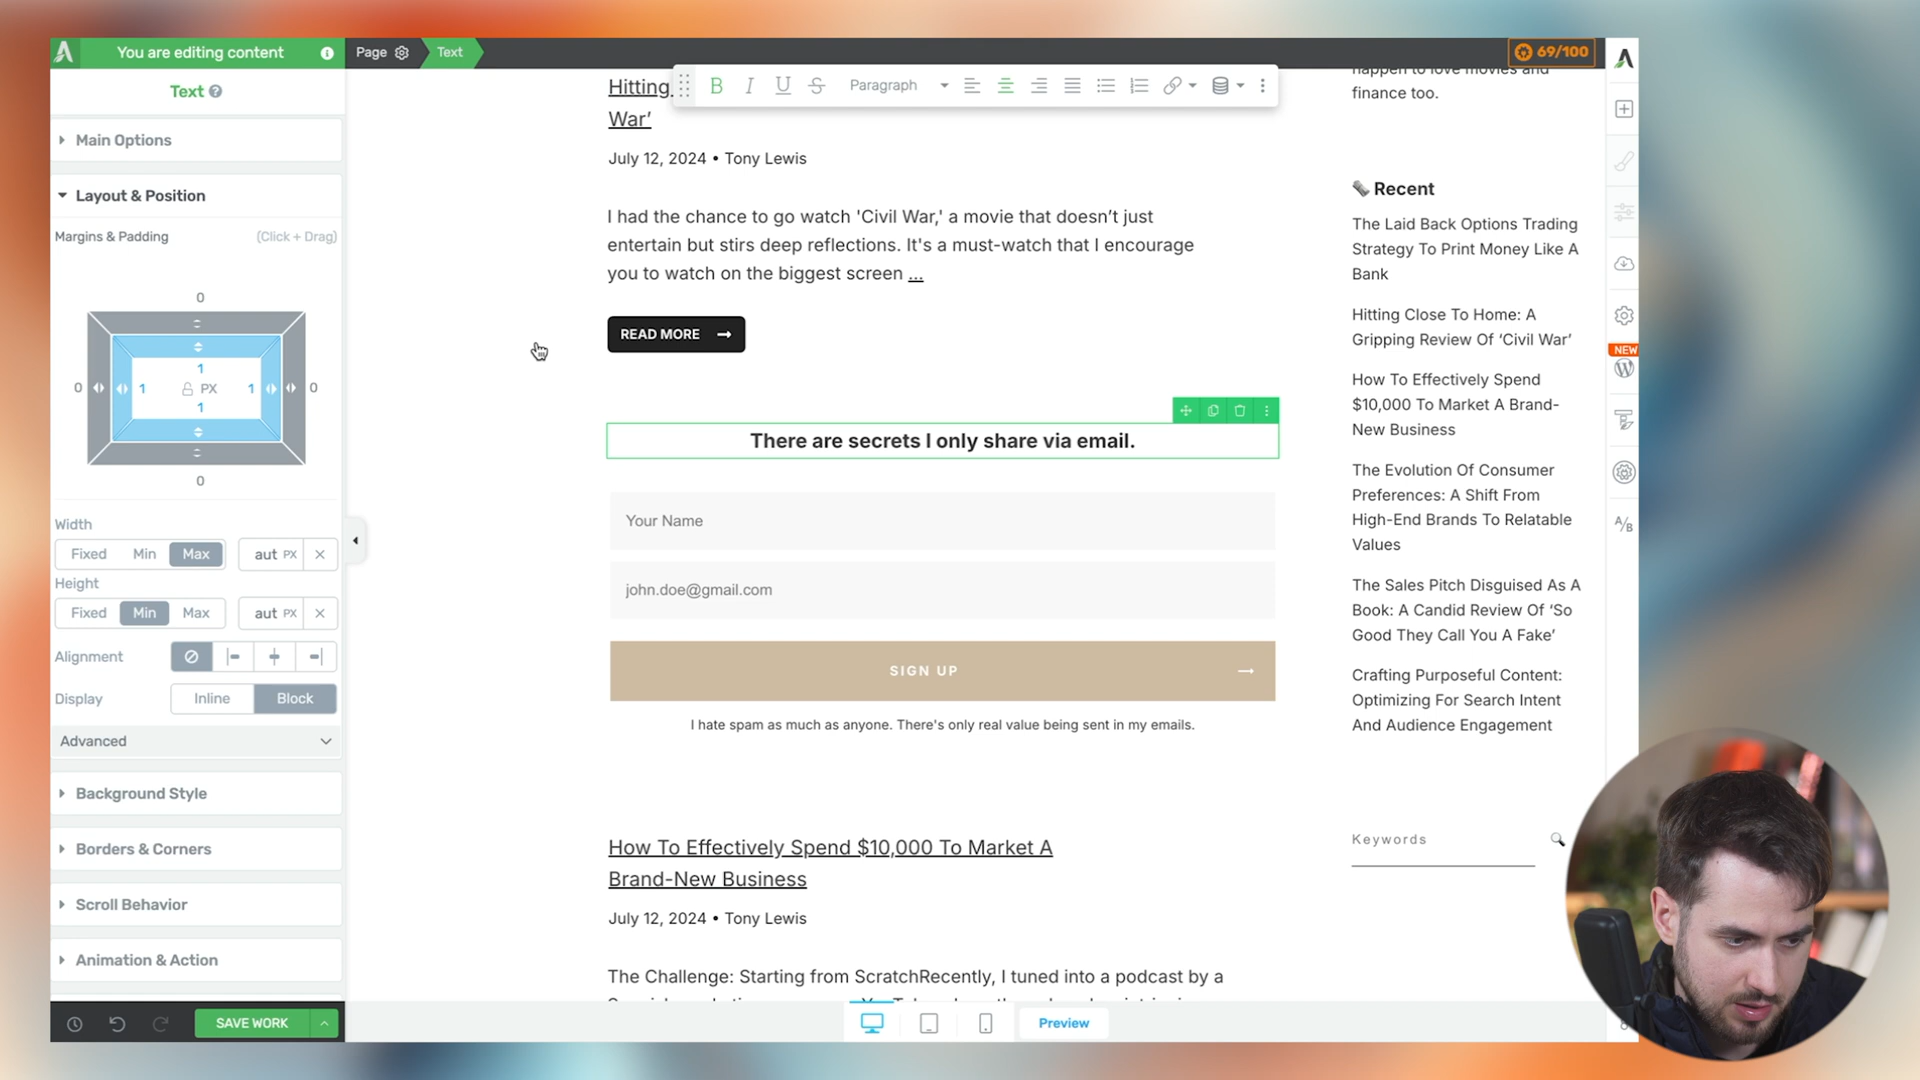 You are editing content
Page
Text
69/100
Text
Main Options
Layout & Position
Margins & Padding
(Click + Drag)
0
0
1
1
PX
1
0
1
0
Width
Fixed
Min
Max
aut PX
Height
Fixed
Min
Max
aut PX
Alignment
Display
Inline
Block
Advanced
Background Style
Borders & Corners
Scroll Behavior
Animation & Action
SAVE WORK
Paragraph
Hitting
War’
July 12, 2024 • Tony Lewis
I had the chance to go watch 'Civil War,' a movie that doesn’t just
entertain but stirs deep reflections. It's a must-watch that I encourage
you to watch on the biggest screen ...
READ MORE
There are secrets I only share via email.
Your Name
john.doe@gmail.com
SIGN UP
I hate spam as much as anyone. There's only real value being sent in my emails.
How To Effectively Spend $10,000 To Market A
Brand-New Business
July 12, 2024 • Tony Lewis
The Challenge: Starting from ScratchRecently, I tuned into a podcast by a
Preview
happen to love movies and
finance too.
Recent
The Laid Back Options Trading
Strategy To Print Money Like A
Bank
Hitting Close To Home: A
Gripping Review Of ‘Civil War’
How To Effectively Spend
$10,000 To Market A Brand-
New Business
The Evolution Of Consumer
Preferences: A Shift From
High-End Brands To Relatable
Values
The Sales Pitch Disguised As A
Book: A Candid Review Of ‘So
Good They Call You A Fake’
Crafting Purposeful Content:
Optimizing For Search Intent
And Audience Engagement
Keywords
NEW
A/B